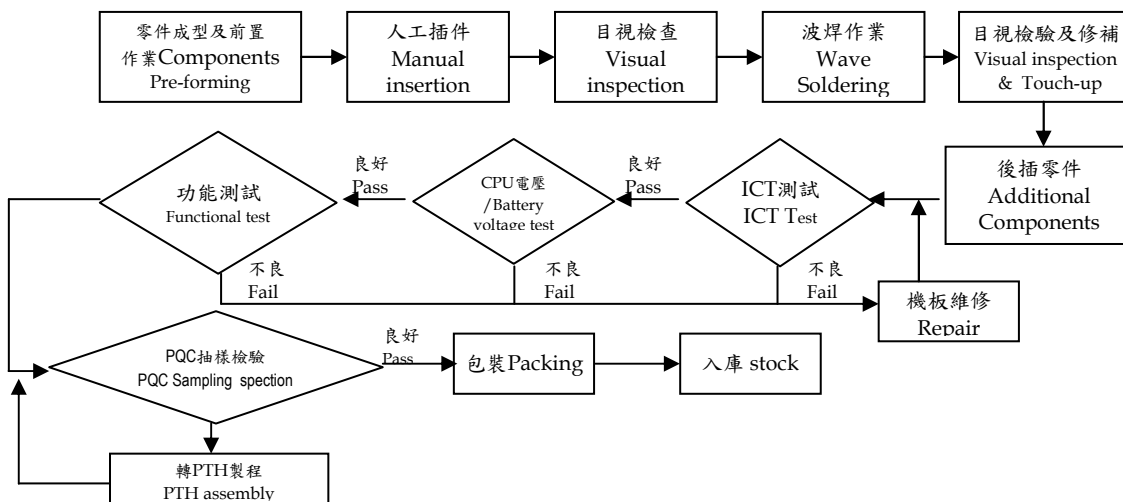 零件成型及前置
作業Components
Pre-forming
人工插件
Manual
insertion
目視檢查
Visual
inspection
波焊作業
Wave
Soldering
目視檢驗及修補
Visual inspection
& Touch-up
後插零件
Additional
Components
ICT測試
ICT Test
良好
Pass
CPU電壓
/Battery
voltage test
良好
Pass
功能測試
Functional test
不良
Fail
不良
Fail
不良
Fail
機板維修
Repair
PQC抽樣檢驗
PQC Sampling spection
良好
Pass
包裝Packing
入庫 stock
轉PTH製程
PTH assembly